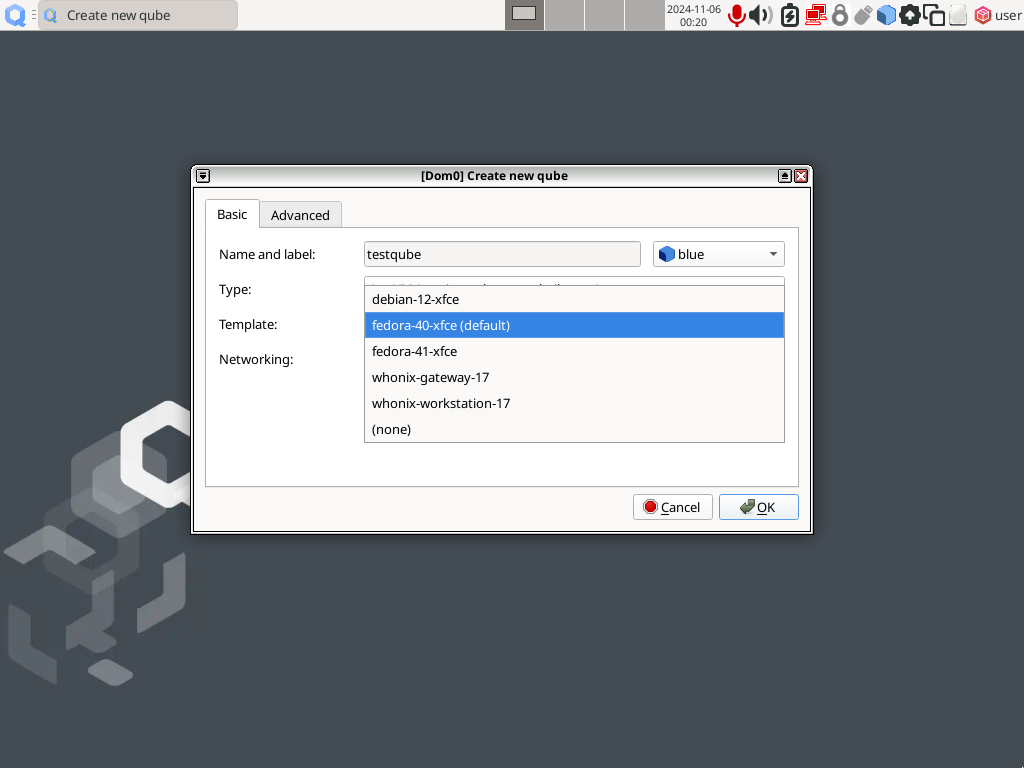 Create new qube
2024-11-06
00:20
user
[Dom0] Create new qube
Basic
Advanced
Name and label:
testqube
blue
Type:
Template:
Networking:
debian-12-xfce
fedora-40-xfce (default)
fedora-41-xfce
whonix-gateway-17
whonix-workstation-17
(none)
Cancel
OK